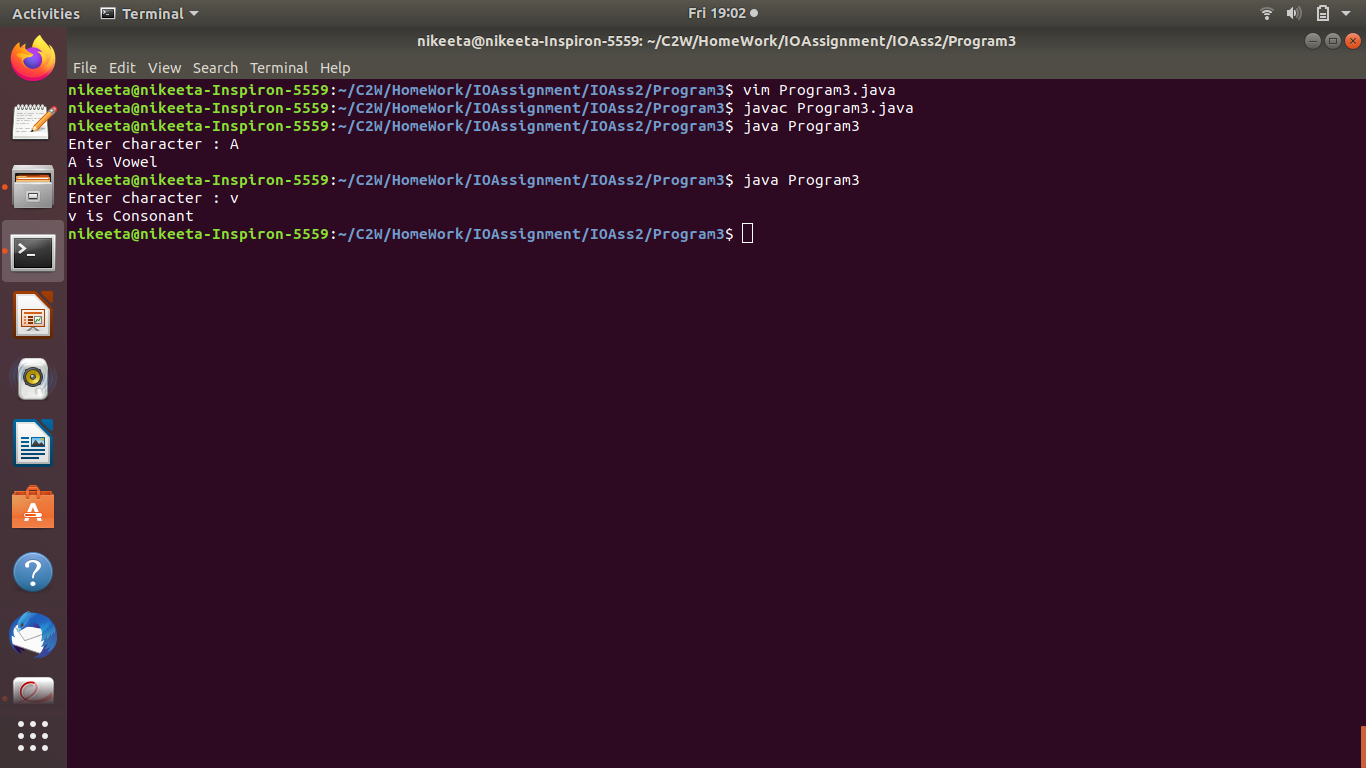 Activities Terminal Fri 19:02
nikeeta@nikeeta-Inspiron-5559: ~/C2W/HomeWork/IOAssignment/IOAss2/Program3
File Edit View Search Terminal Help
nikeeta@nikeeta-Inspiron-5559:~/C2W/HomeWork/IOAssignment/IOAss2/Program3$ vim Program3.java
nikeeta@nikeeta-Inspiron-5559:~/C2W/HomeWork/IOAssignment/IOAss2/Program3$ javac Program3.java
nikeeta@nikeeta-Inspiron-5559:~/C2W/HomeWork/IOAssignment/IOAss2/Program3$ java Program3
Enter character : A
A is Vowel
nikeeta@nikeeta-Inspiron-5559:~/C2W/HomeWork/IOAssignment/IOAss2/Program3$ java Program3
Enter character : v
v is Consonant
nikeeta@nikeeta-Inspiron-5559:~/C2W/HomeWork/IOAssignment/IOAss2/Program3$